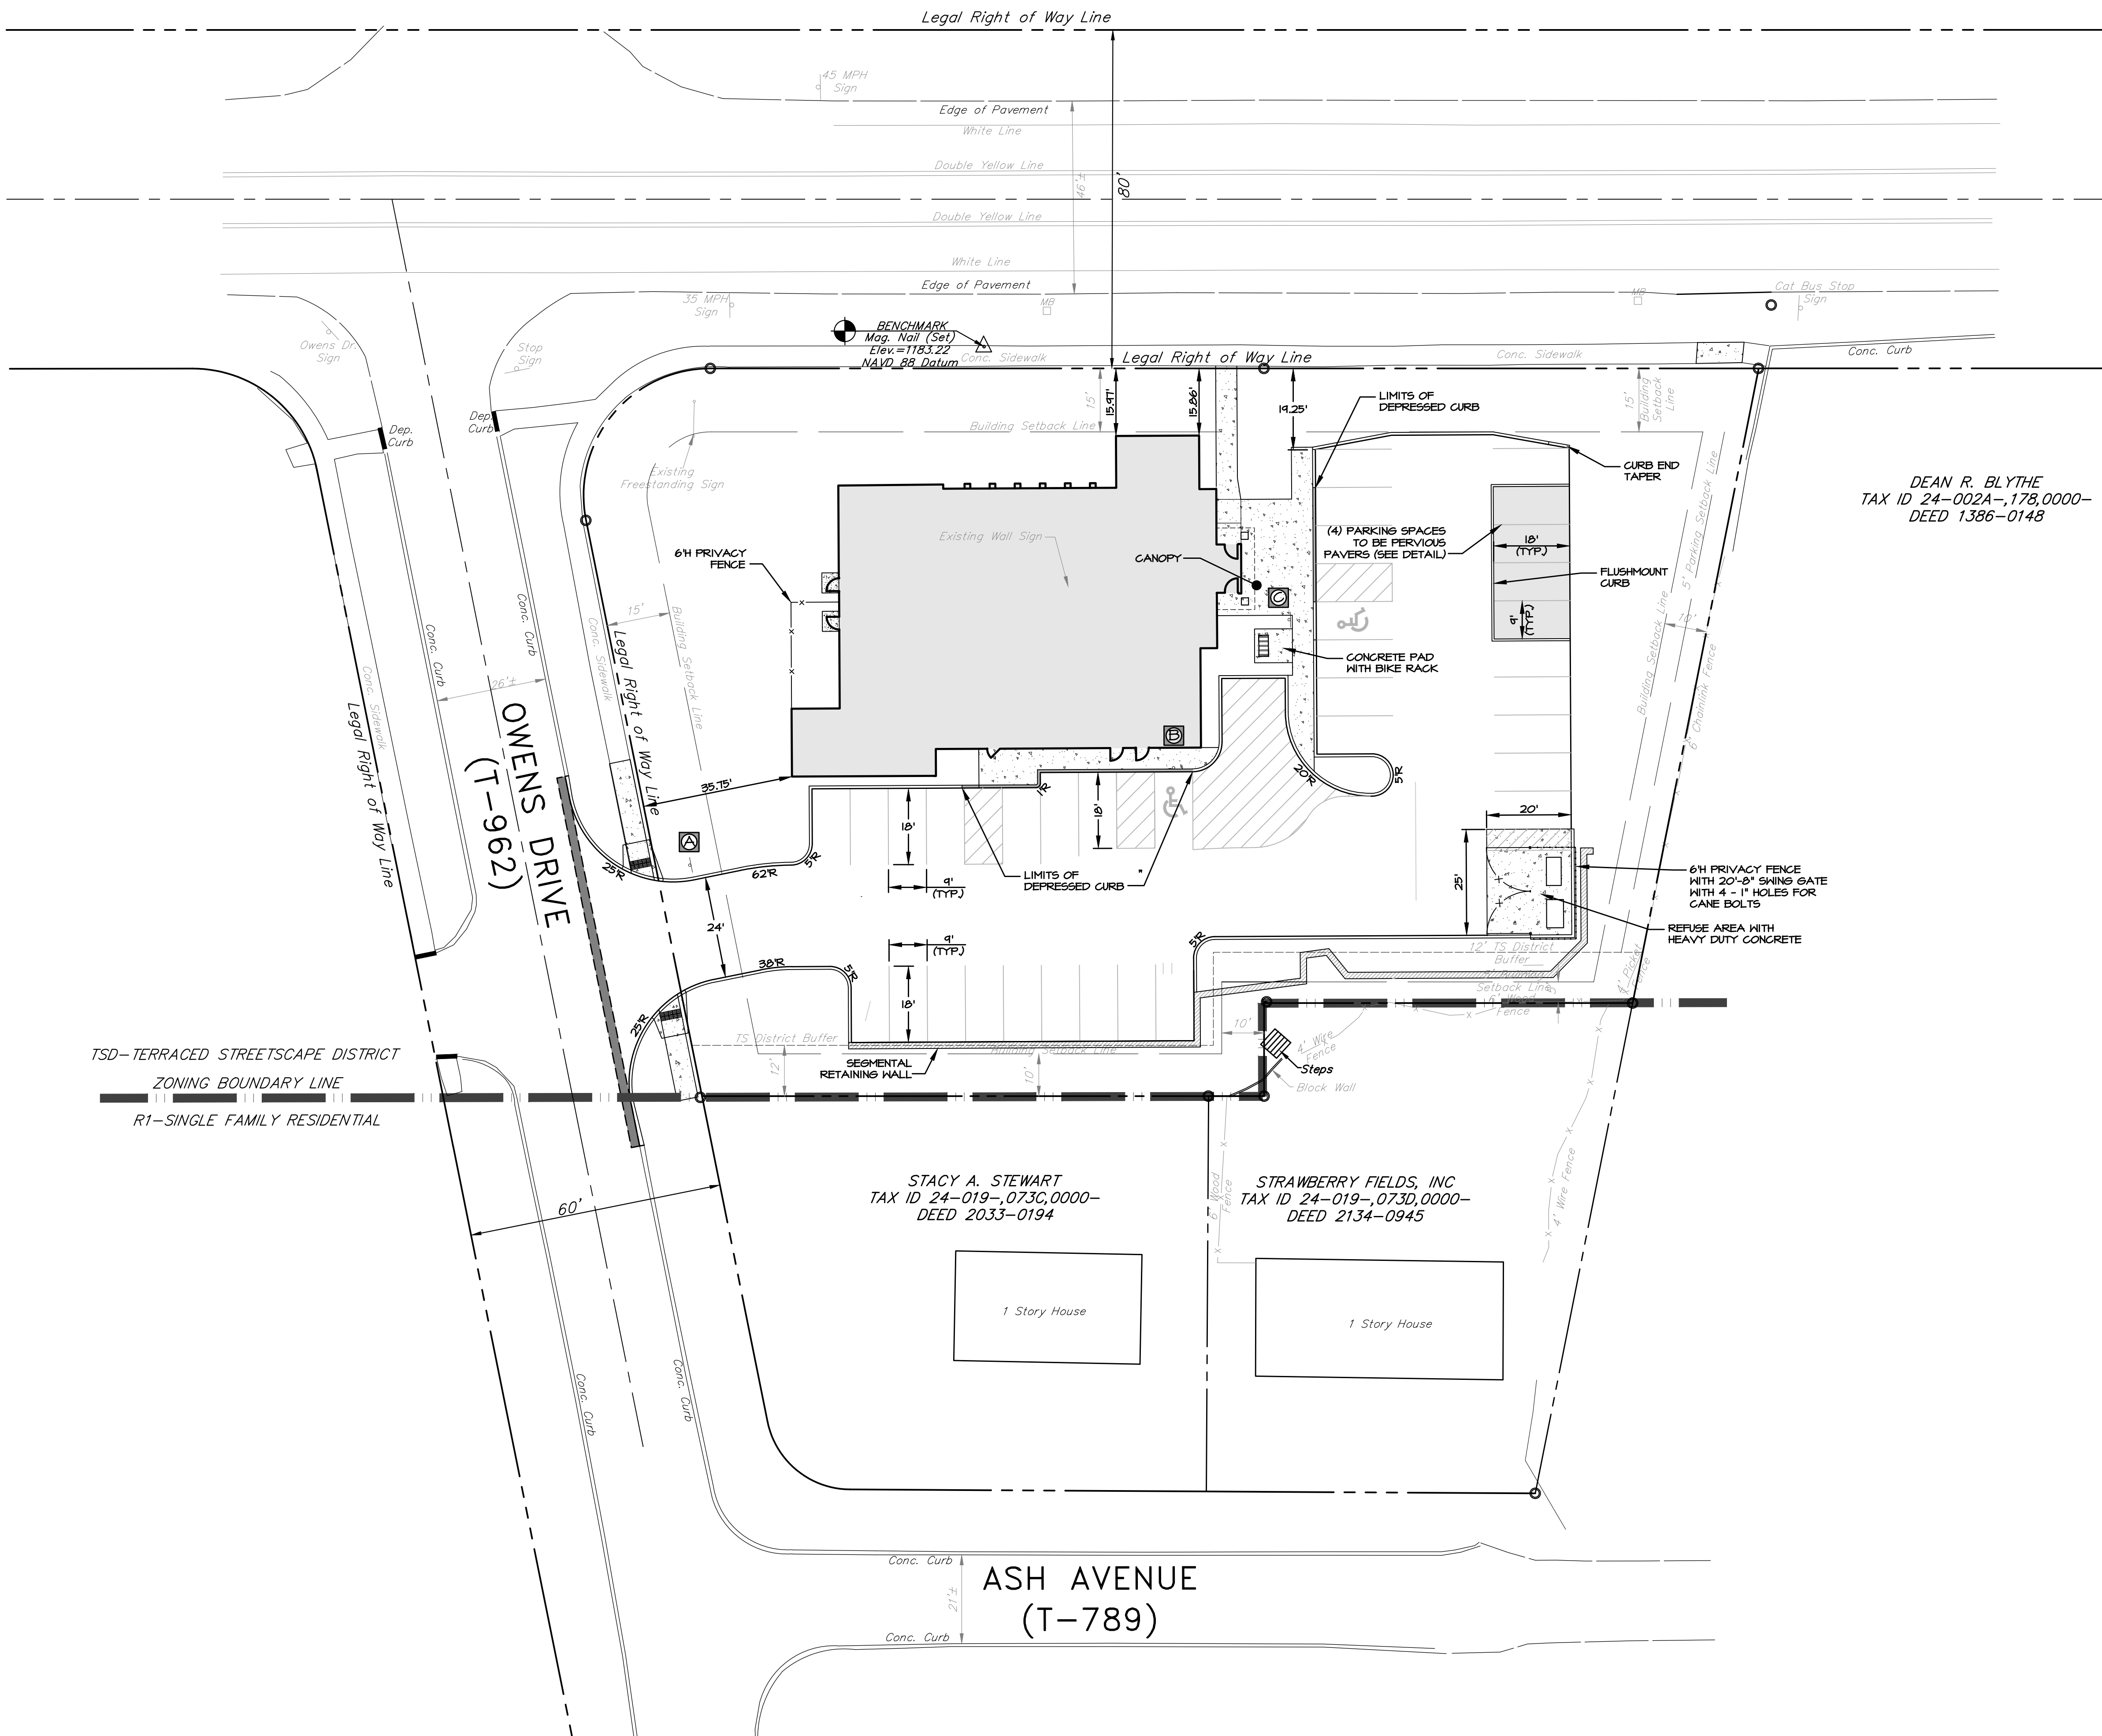 Legal Right of Way Line
45 MPH
Sign
Edge of Pavement
White Line
Double Yellow Line
46'±
80'
Double Yellow Line
White Line
Edge of Pavement
35 MPH
Sign
MB
MB
Cat Bus Stop
Sign
Owens Dr.
Sign
Stop
Sign
BENCHMARK
Mag. Nail (Set)
Elev.=1183.22
NAVD 88 Datum
Conc. Sidewalk
Legal Right of Way Line
Conc. Sidewalk
Conc. Curb
Dep.
Curb
Dep.
Curb
15'
15.97'
15.86'
19.25'
LIMITS OF
DEPRESSED CURB
15'
Building
Setback
Line
Building Setback Line
Existing
Freestanding Sign
CURB END
TAPER
DEAN R. BLYTHE
TAX ID 24-002A-,178,0000-
DEED 1386-0148
Existing Wall Sign
6'H PRIVACY
FENCE
CANOPY
(4) PARKING SPACES
TO BE PERVIOUS
PAVERS (SEE DETAIL)
18'
(TYP.)
FLUSHMOUNT
CURB
9'
(TYP.)
C
CONCRETE PAD
WITH BIKE RACK
Building Setback Line
5' Parking Setback Line
10'
6' Chainlink Fence
15'
Building Setback Line
Legal Right of Way Line
Conc. Sidewalk
Conc. Curb
Conc. Curb
Conc. Sidewalk
Legal Right of Way Line
26'±
OWENS DRIVE
(T-962)
B
35.75'
A
25'R
62'R
5'R
18'
9'
(TYP.)
1'R
18'
LIMITS OF
DEPRESSED CURB
"
20'R
5'R
20'
25'
6'H PRIVACY FENCE
WITH 20'-8" SWING GATE
WITH 4 - 1" HOLES FOR
CANE BOLTS
REFUSE AREA WITH
HEAVY DUTY CONCRETE
24'
38'R
5'R
25'R
9'
(TYP.)
18'
5'R
12' TS District
Buffer
Setback Line
6' Wood
Fence
4' Picket
Fence
TS District Buffer
12'
SEGMENTAL
RETAINING WALL
Building Setback Line
10'
10'
4' Wire
Fence
Steps
Block Wall
TSD-TERRACED STREETSCAPE DISTRICT
ZONING BOUNDARY LINE
R1-SINGLE FAMILY RESIDENTIAL
60'
STACY A. STEWART
TAX ID 24-019-,073C,0000-
DEED 2033-0194
6' Wood
Fence
STRAWBERRY FIELDS, INC
TAX ID 24-019-,073D,0000-
DEED 2134-0945
4' Wire Fence
1 Story House
1 Story House
Conc. Curb
Conc. Curb
Conc. Curb
21'±
ASH AVENUE
(T-789)
Conc. Curb